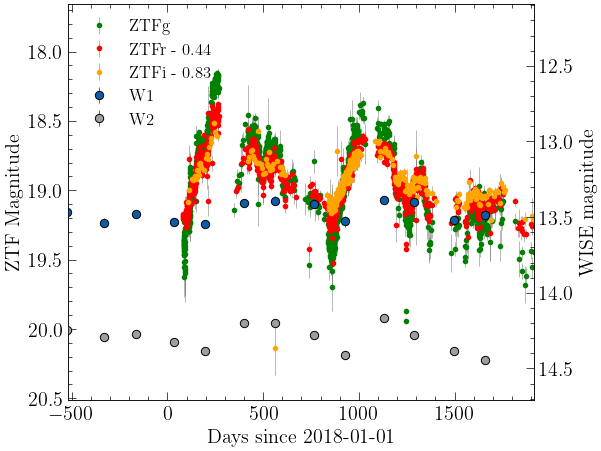 ZTFg
ZTFr - 0.44
ZTFi - 0.83
W1
W2
18.0
18.5
19.0
19.5
20.0
20.5
ZTF Magnitude
12.5
13.0
13.5
14.0
14.5
WISE magnitude
−500 0 500 1000 1500
Days since 2018-01-01